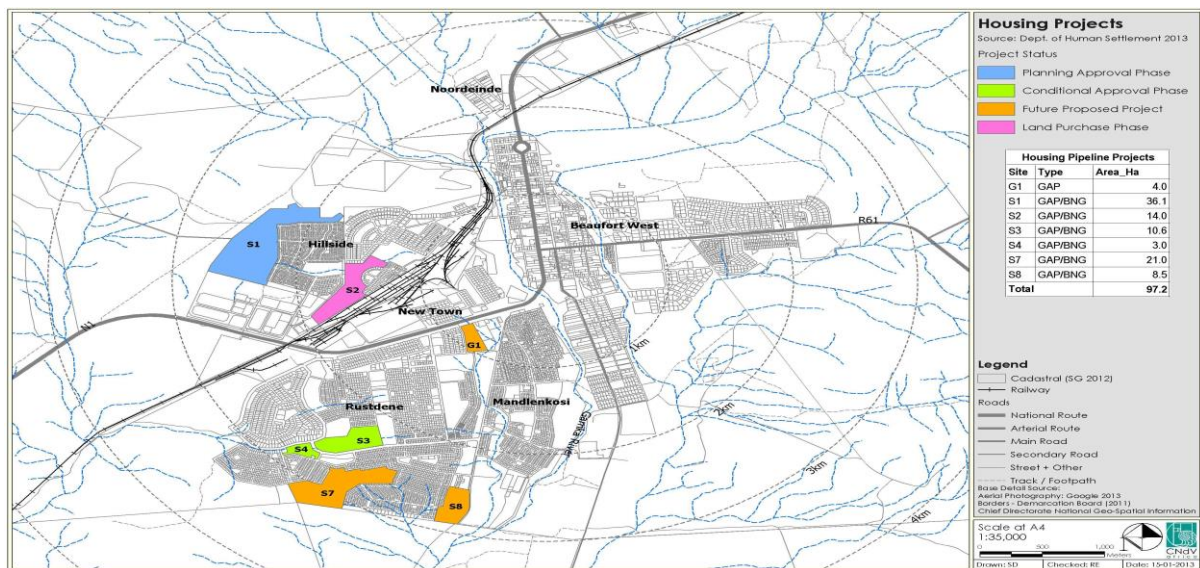 Housing Projects
Source: Dept. of Human Settlement 2013
Project Status
Planning Approval Phase
Conditional Approval Phase
Future Proposed Project
Land Purchase Phase
Housing Pipeline Projects
Site Type Area_Ha
G1 GAP 4.0
S1 GAP/BNG 36.1
S2 GAP/BNG 14.0
S3 GAP/BNG 10.6
S4 GAP/BNG 3.0
S7 GAP/BNG 21.0
S8 GAP/BNG 8.5
Total 97.2
Legend
Cadastral (SG 2012)
Railway
Roads
National Route
Arterial Route
Main Road
Secondary Road
Street + Other
Track / Footpath
Base Detail Source:
Aerial Photography: Google 2013
Borders - Demarcation Board (2011)
Chief Directorate National Geo-Spatial Information
Scale at A4
1:35,000
0 500 1,000
Meters
CNdV
africa
Drawn: SD Checked: RE Date: 15-01-2013
Noordeinde
Beaufort West
R61
S1
Hillside
S2
New Town
N1
G1
1km
Rustdene
Mandlenkosi
Gamka River
2km
S3
S4
3km
S7
S8
4km